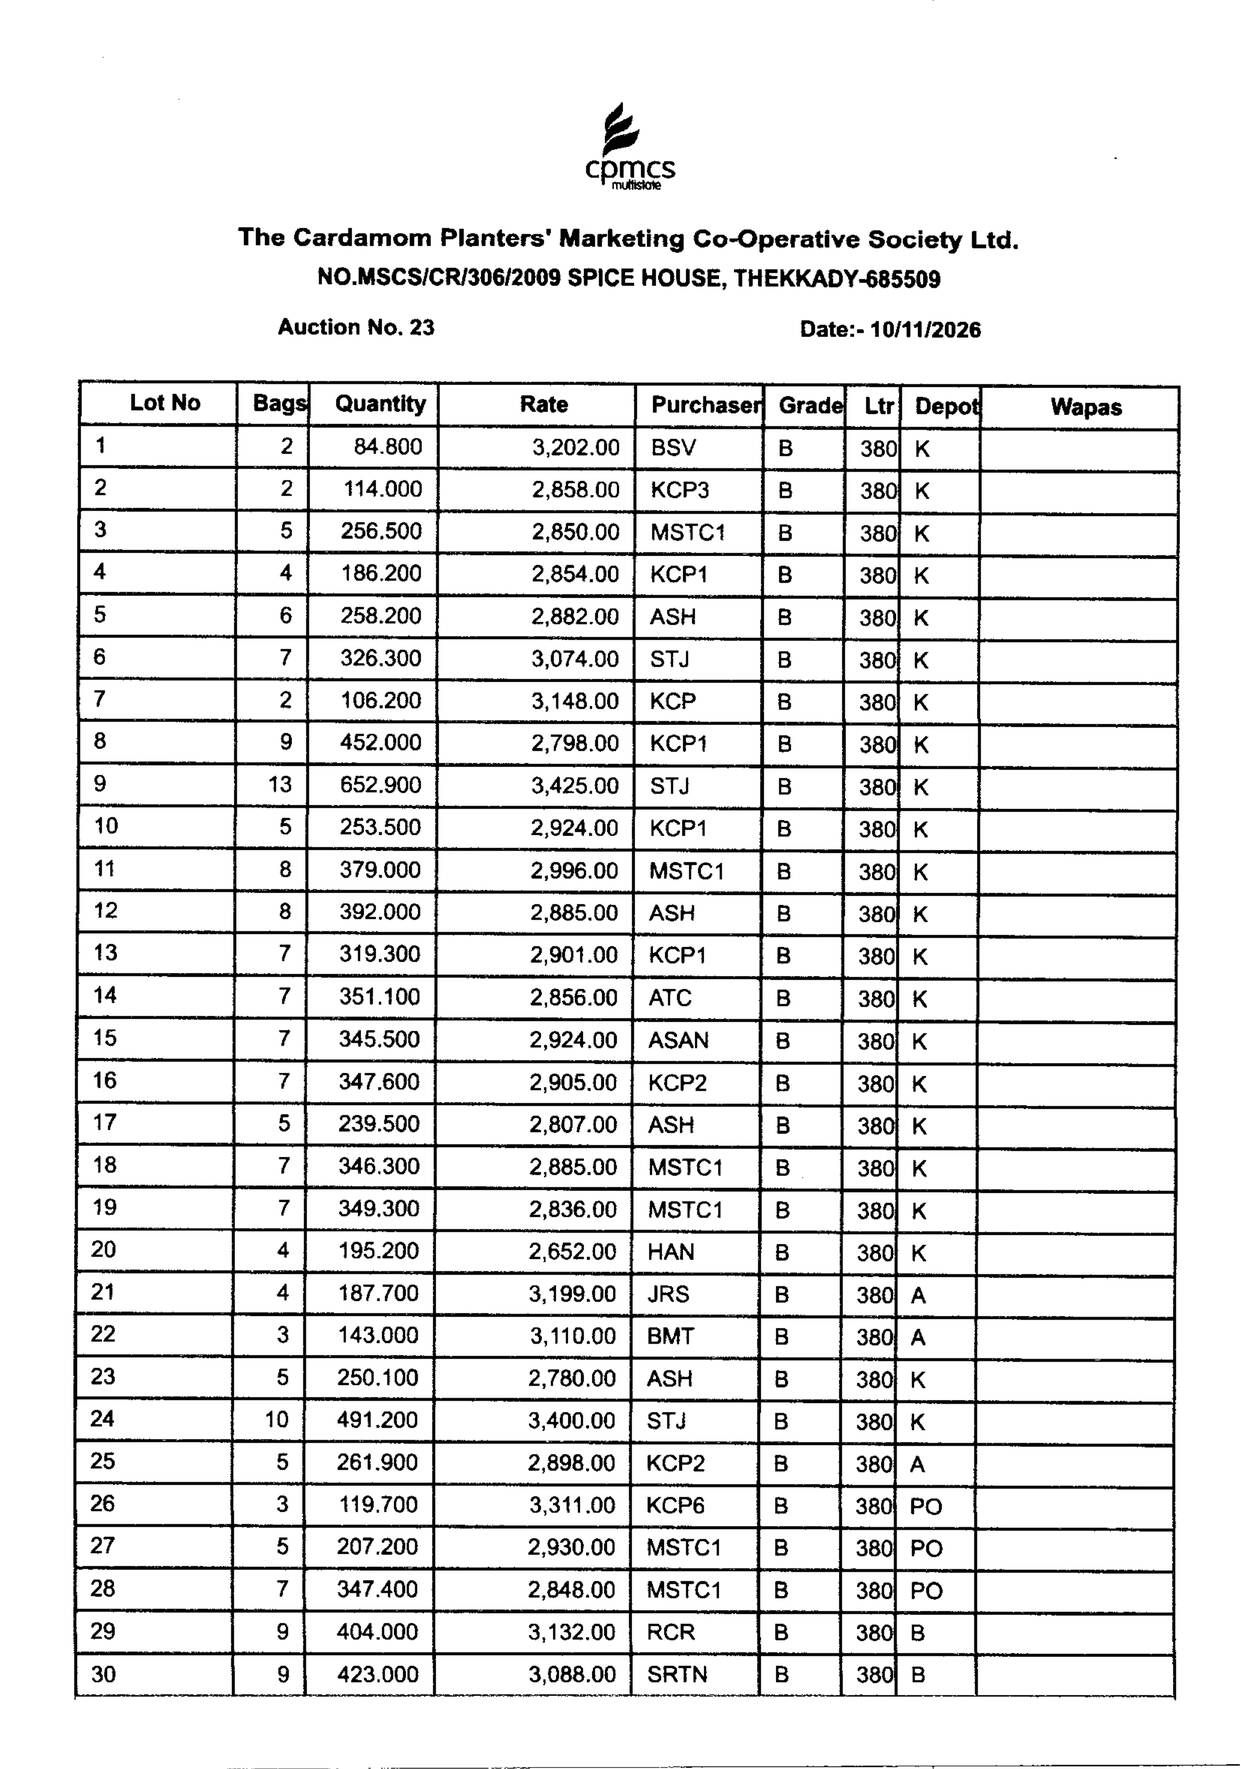 cpmcs
multistate
The Cardamom Planters' Marketing Co-Operative Society Ltd.
NO.MSCS/CR/306/2009 SPICE HOUSE, THEKKADY-685509
Auction No. 23 Date:- 10/11/2026
Lot No Bags Quantity Rate Purchaser Grade Ltr Depot Wapas
1 2 84.800 3,202.00 BSV B 380 K
2 2 114.000 2,858.00 KCP3 B 380 K
3 5 256.500 2,850.00 MSTC1 B 380 K
4 4 186.200 2,854.00 KCP1 B 380 K
5 6 258.200 2,882.00 ASH B 380 K
6 7 326.300 3,074.00 STJ B 380 K
7 2 106.200 3,148.00 KCP B 380 K
8 9 452.000 2,798.00 KCP1 B 380 K
9 13 652.900 3,425.00 STJ B 380 K
10 5 253.500 2,924.00 KCP1 B 380 K
11 8 379.000 2,996.00 MSTC1 B 380 K
12 8 392.000 2,885.00 ASH B 380 K
13 7 319.300 2,901.00 KCP1 B 380 K
14 7 351.100 2,856.00 ATC B 380 K
15 7 345.500 2,924.00 ASAN B 380 K
16 7 347.600 2,905.00 KCP2 B 380 K
17 5 239.500 2,807.00 ASH B 380 K
18 7 346.300 2,885.00 MSTC1 B 380 K
19 7 349.300 2,836.00 MSTC1 B 380 K
20 4 195.200 2,652.00 HAN B 380 K
21 4 187.700 3,199.00 JRS B 380 A
22 3 143.000 3,110.00 BMT B 380 A
23 5 250.100 2,780.00 ASH B 380 K
24 10 491.200 3,400.00 STJ B 380 K
25 5 261.900 2,898.00 KCP2 B 380 A
26 3 119.700 3,311.00 KCP6 B 380 PO
27 5 207.200 2,930.00 MSTC1 B 380 PO
28 7 347.400 2,848.00 MSTC1 B 380 PO
29 9 404.000 3,132.00 RCR B 380 B
30 9 423.000 3,088.00 SRTN B 380 B